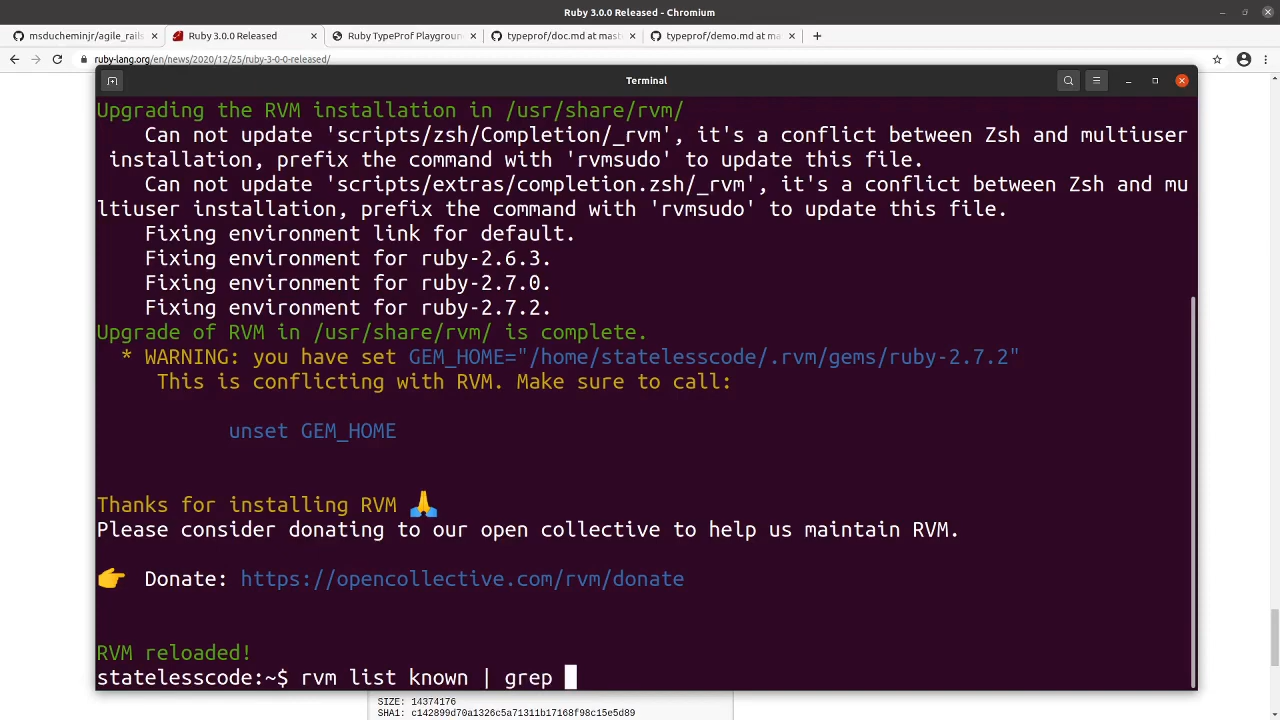 Ruby 3.0.0 Released - Chromium
msducheminjr/agile_rails
Ruby 3.0.0 Released
Ruby TypeProf Playground
typeprof/doc.md at mast
typeprof/demo.md at ma
ruby-lang.org/en/news/2020/12/25/ruby-3-0-0-released/
Terminal
Upgrading the RVM installation in /usr/share/rvm/
Can not update 'scripts/zsh/Completion/_rvm', it's a conflict between Zsh and multiuser
installation, prefix the command with 'rvmsudo' to update this file.
Can not update 'scripts/extras/completion.zsh/_rvm', it's a conflict between Zsh and mu
ltiuser installation, prefix the command with 'rvmsudo' to update this file.
Fixing environment link for default.
Fixing environment for ruby-2.6.3.
Fixing environment for ruby-2.7.0.
Fixing environment for ruby-2.7.2.
Upgrade of RVM in /usr/share/rvm/ is complete.
* WARNING: you have set GEM_HOME="/home/statelesscode/.rvm/gems/ruby-2.7.2"
This is conflicting with RVM. Make sure to call:
unset GEM_HOME
Thanks for installing RVM 🙏
Please consider donating to our open collective to help us maintain RVM.
👉 Donate: https://opencollective.com/rvm/donate
RVM reloaded!
statelesscode:~$ rvm list known | grep
SIZE: 14374176
SHA1: c142899d70a1326c5a71311b17168f98c15e5d89